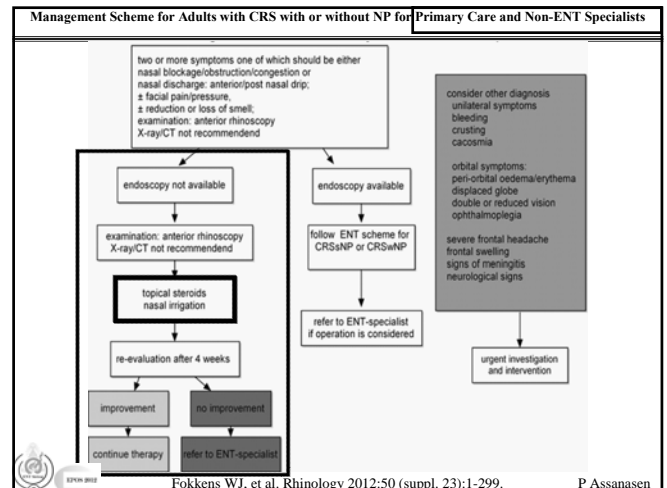 Management Scheme for Adults with CRS with or without NP for Primary Care and Non-ENT Specialists
two or more symptoms one of which should be either
nasal blockage/obstruction/congestion or
nasal discharge: anterior/post nasal drip;
± facial pain/pressure,
± reduction or loss of smell;
examination: anterior rhinoscopy
X-ray/CT not recommendend
endoscopy not available
examination: anterior rhinoscopy
X-ray/CT not recommendend
topical steroids
nasal irrigation
re-evaluation after 4 weeks
improvement
no improvement
continue therapy
refer to ENT-specialist
endoscopy available
follow ENT scheme for
CRSsNP or CRSwNP
refer to ENT-specialist
if operation is considered
consider other diagnosis
unilateral symptoms
bleeding
crusting
cacosmia
orbital symptoms:
peri-orbital oedema/erythema
displaced globe
double or reduced vision
ophthalmoplegia
severe frontal headache
frontal swelling
signs of meningitis
neurological signs
urgent investigation
and intervention
EPOS 2012
Fokkens WJ, et al. Rhinology 2012:50 (suppl. 23):1-299.
P Assanasen